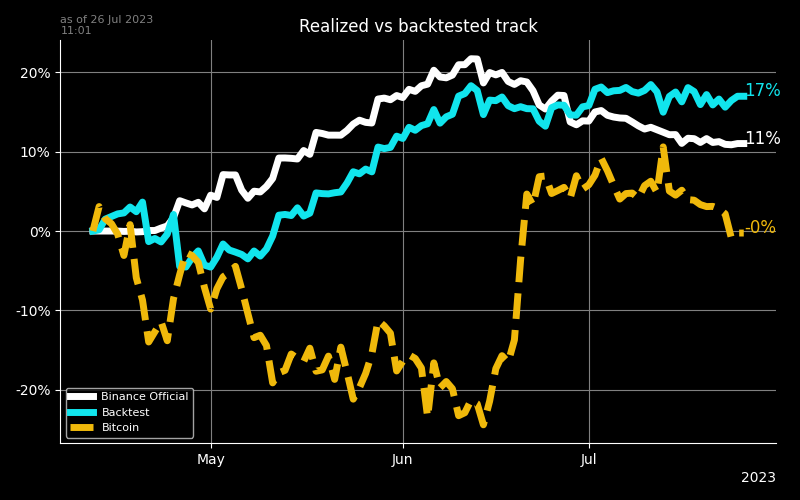 as of 26 Jul 2023
11:01
Realized vs backtested track
20%
10%
0%
-10%
-20%
17%
11%
-0%
Binance Official
Backtest
Bitcoin
May
Jun
Jul
2023